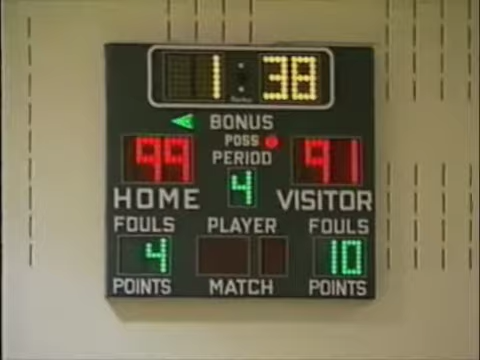 1:38
BONUS
POSS
99 PERIOD 91
4
HOME VISITOR
FOULS PLAYER FOULS
4 10
POINTS MATCH POINTS